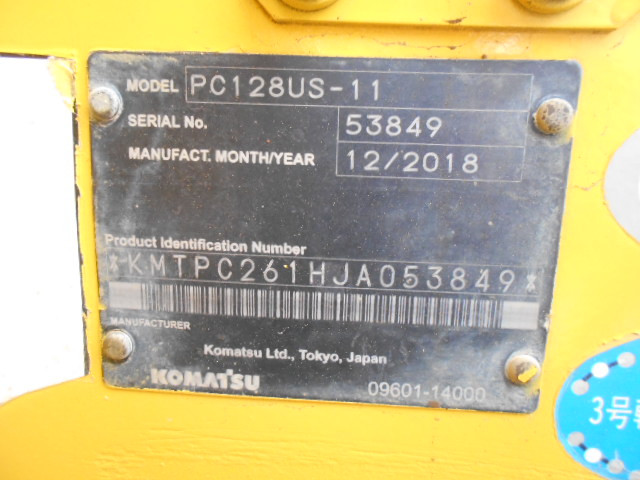 MODEL PC128US-11
SERIAL No. 53849
MANUFACT. MONTH/YEAR 12/2018
Product Identification Number
*KMTPC261HJA053849*
MANUFACTURER
Komatsu Ltd., Tokyo, Japan
KOMATSU 09601-14000
3号